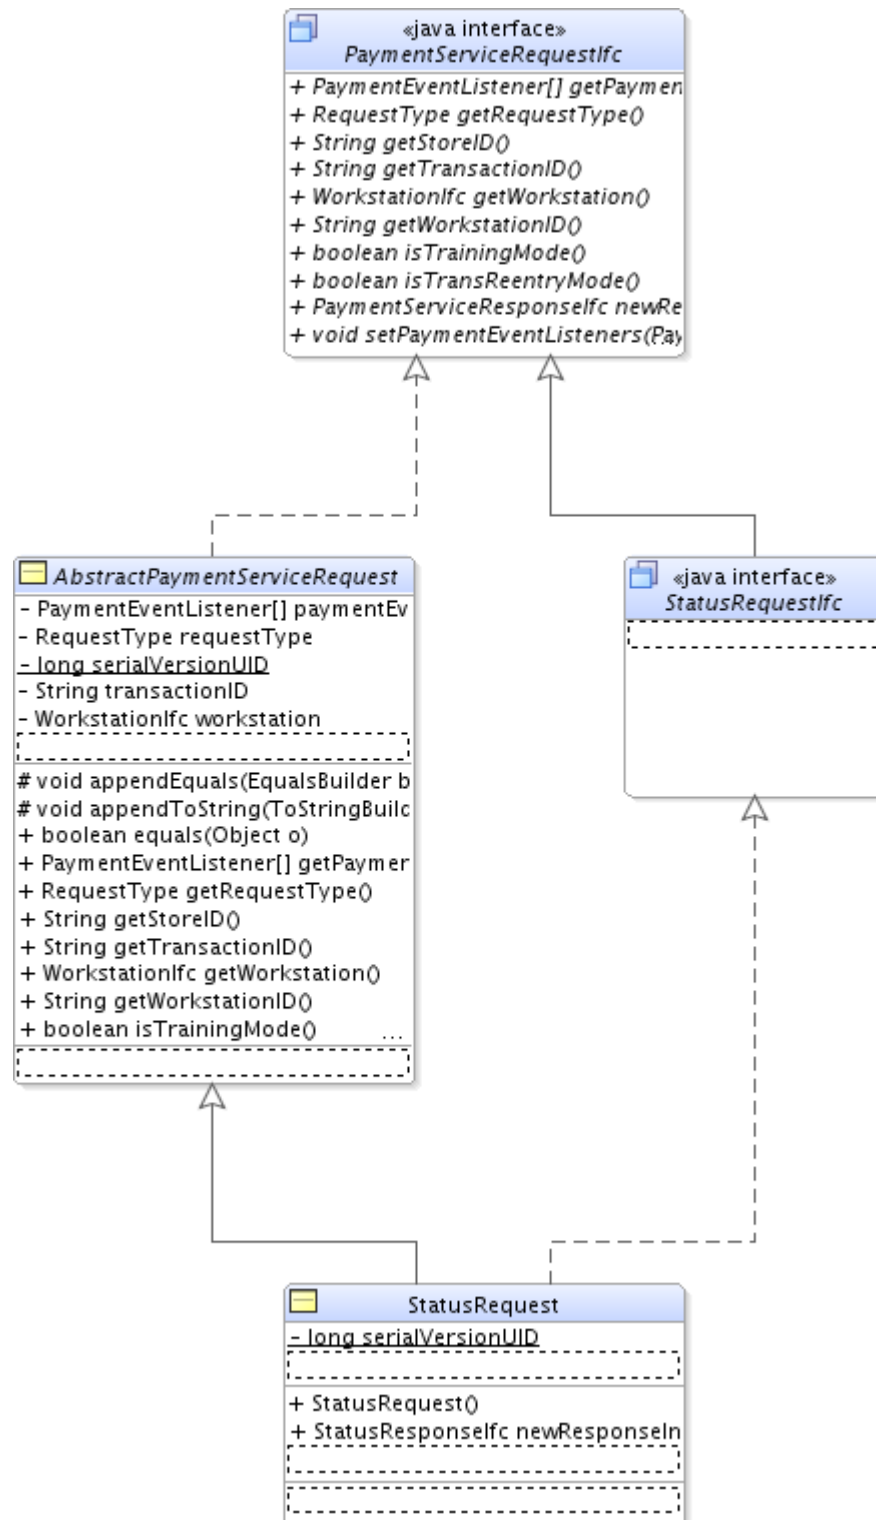 «java interface»
PaymentServiceRequestIfc
+ PaymentEventListener[] getPaymen
+ RequestType getRequestType()
+ String getStoreID()
+ String getTransactionID()
+ WorkstationIfc getWorkstation()
+ String getWorkstationID()
+ boolean isTrainingMode()
+ boolean isTransReentryMode()
+ PaymentServiceResponseIfc newRe
+ void setPaymentEventListeners(Pay
...
AbstractPaymentServiceRequest
- PaymentEventListener[] paymentEv
- RequestType requestType
- long serialVersionUID
- String transactionID
- WorkstationIfc workstation
# void appendEquals(EqualsBuilder b
# void appendToString(ToStringBuilc
+ boolean equals(Object o)
+ PaymentEventListener[] getPaymer
+ RequestType getRequestType()
+ String getStoreID()
+ String getTransactionID()
+ WorkstationIfc getWorkstation()
+ String getWorkstationID()
+ boolean isTrainingMode() ...
«java interface»
StatusRequestIfc
StatusRequest
- long serialVersionUID
+ StatusRequest()
+ StatusResponseIfc newResponseIn